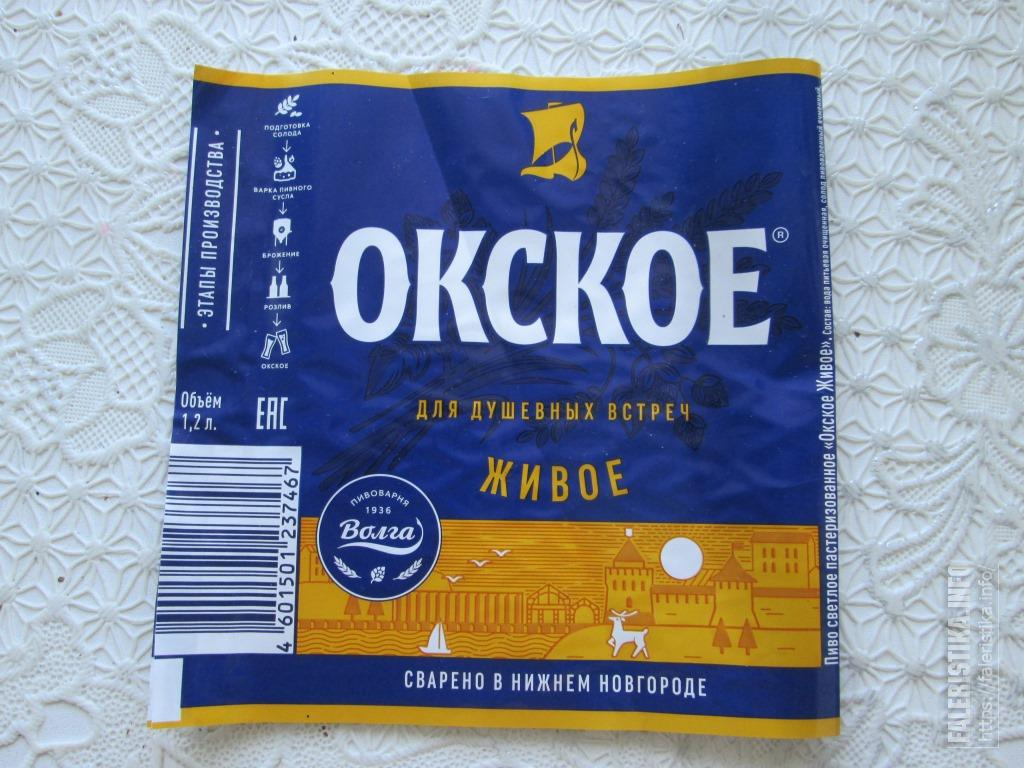 ОКСКОЕ®
ДЛЯ ДУШЕВНЫХ ВСТРЕЧ
ЖИВОЕ
ПИВОВАРНЯ
1936
Волга
СВАРЕНО В НИЖНЕМ НОВГОРОДЕ
• ЭТАПЫ ПРОИЗВОДСТВА •
ПОДГОТОВКА
СОЛОДА
ВАРКА ПИВНОГО
СУСЛА
БРОЖЕНИЕ
РОЗЛИВ
ОКСКОЕ
Объём
1,2 л.
ЕАС
4 601501 237467
Пиво светлое пастеризованное «Окское Живое». Состав: вода питьевая очищенная, солод пивоваренный ячменный
FALERISTIKA.INFO
https://faleristika.info/